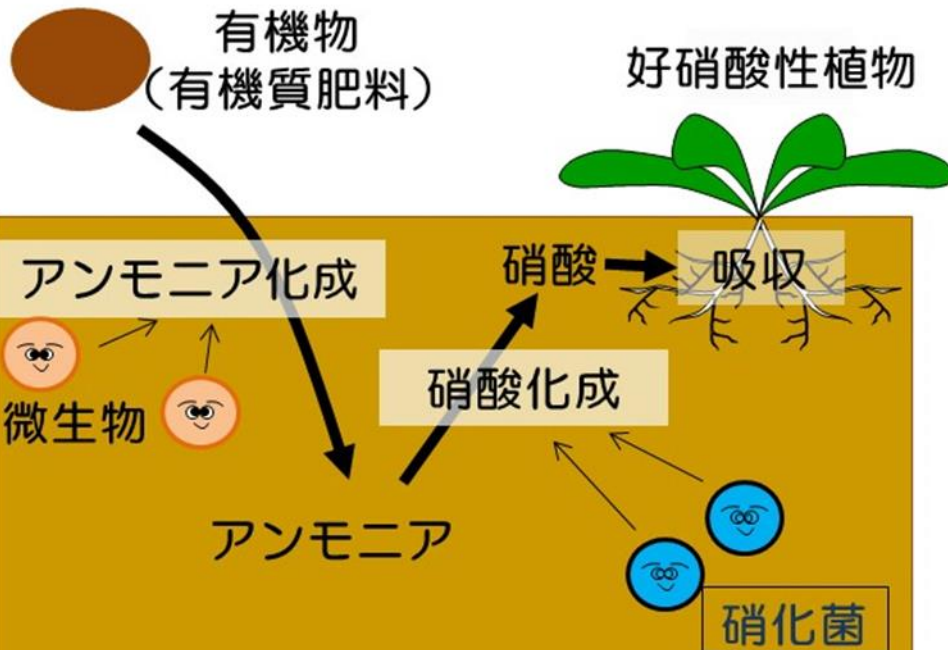 有機物
（有機質肥料）
好硝酸性植物
アンモニア化成
硝酸
吸収
微生物
硝酸化成
アンモニア
硝化菌